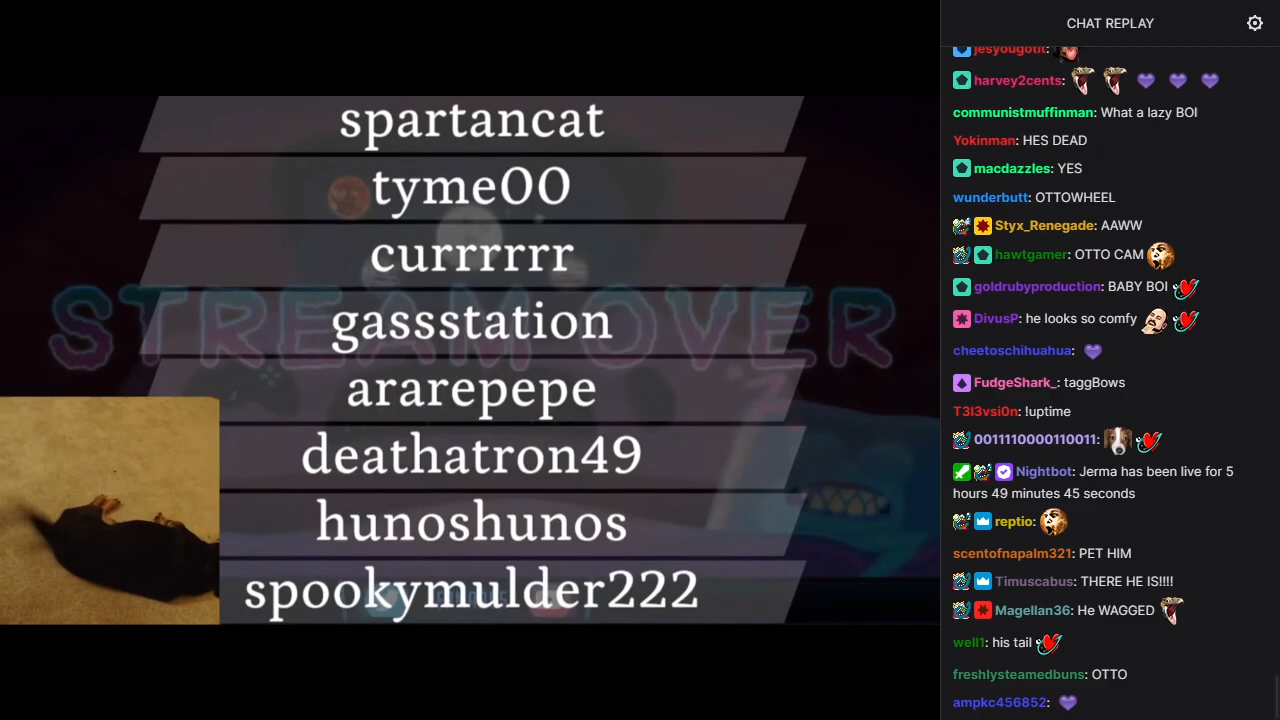 spartancat
tyme00
currrrrr
gassstation
STREAM OVER
ararepepe
deathatron49
hunoshunos
spookymulder222
CHAT REPLAY
jesyougotit:
harvey2cents:
communistmuffinman: What a lazy BOI
Yokinman: HES DEAD
macdazzles: YES
wunderbutt: OTTOWHEEL
Styx_Renegade: AAWW
hawtgamer: OTTO CAM
goldrubyproduction: BABY BOI
DivusP: he looks so comfy
cheetoschihuahua:
FudgeShark_: taggBows
T3l3vsi0n: !uptime
0011110000110011:
Nightbot: Jerma has been live for 5
hours 49 minutes 45 seconds
reptio:
scentofnapalm321: PET HIM
Timuscabus: THERE HE IS!!!!
Magellan36: He WAGGED
well1: his tail
freshlysteamedbuns: OTTO
ampkc456852: